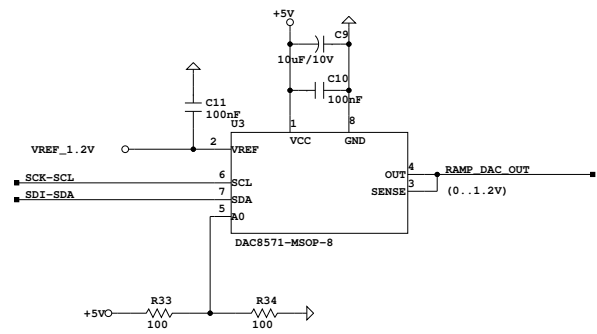 +5V
C9
10uF/10V
C10
100nF
C11
100nF
U3
1
8
VCC
GND
VREF_1.2V
2
VREF
4
OUT
RAMP_DAC_OUT
SCK-SCL
6
SCL
3
SENSE
(0..1.2V)
SDI-SDA
7
SDA
5
A0
DAC8571-MSOP-8
+5V
R33
100
R34
100